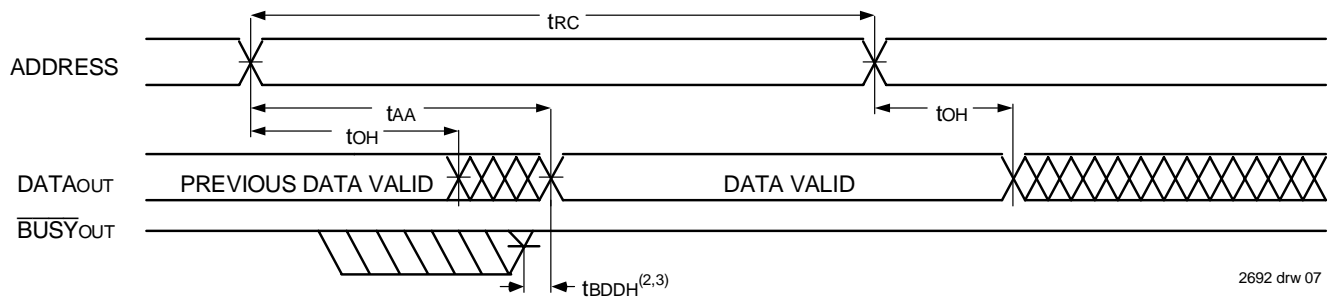 tRC
ADDRESS
tAA
tOH
tOH
DATAOUT
PREVIOUS DATA VALID
DATA VALID
BUSYOUT
tBDDH(2,3)
2692 drw 07